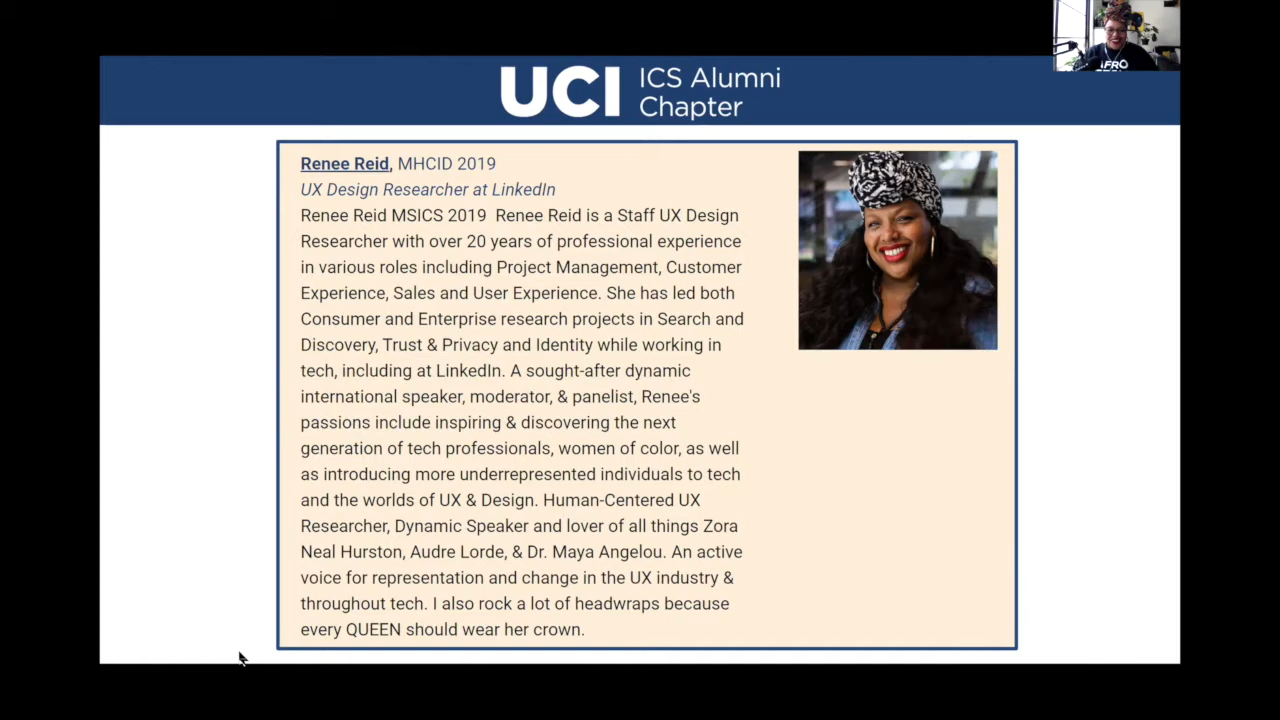 UCI ICS Alumni
Chapter
Renee Reid, MHCID 2019
UX Design Researcher at LinkedIn
Renee Reid MSICS 2019  Renee Reid is a Staff UX Design
Researcher with over 20 years of professional experience
in various roles including Project Management, Customer
Experience, Sales and User Experience. She has led both
Consumer and Enterprise research projects in Search and
Discovery, Trust & Privacy and Identity while working in
tech, including at LinkedIn. A sought-after dynamic
international speaker, moderator, & panelist, Renee's
passions include inspiring & discovering the next
generation of tech professionals, women of color, as well
as introducing more underrepresented individuals to tech
and the worlds of UX & Design. Human-Centered UX
Researcher, Dynamic Speaker and lover of all things Zora
Neal Hurston, Audre Lorde, & Dr. Maya Angelou. An active
voice for representation and change in the UX industry &
throughout tech. I also rock a lot of headwraps because
every QUEEN should wear her crown.